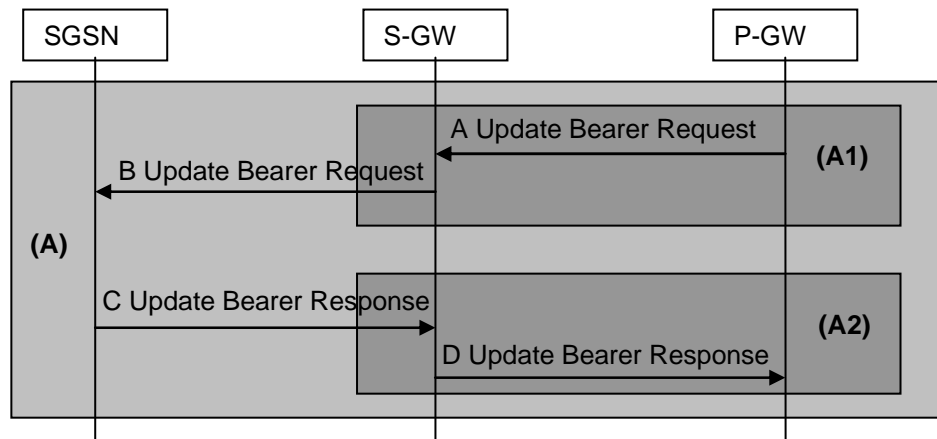 SGSN
S-GW
P-GW
A Update Bearer Request
(A1)
B Update Bearer Request
(A)
C Update Bearer Response
(A2)
D Update Bearer Response